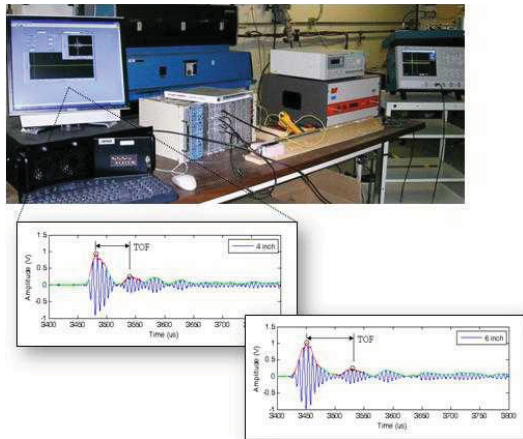 TOF
4 inch
Amplitude (V)
1.5
1
0.5
0
-0.5
-1
3400 3450 3500 3550 3600 3650 3700 3750
Time (us)
TOF
6 inch
Amplitude (V)
1.5
1
0.5
0
-0.5
-1
3400 3450 3500 3550 3600 3650 3700 3750 3800
Time (us)